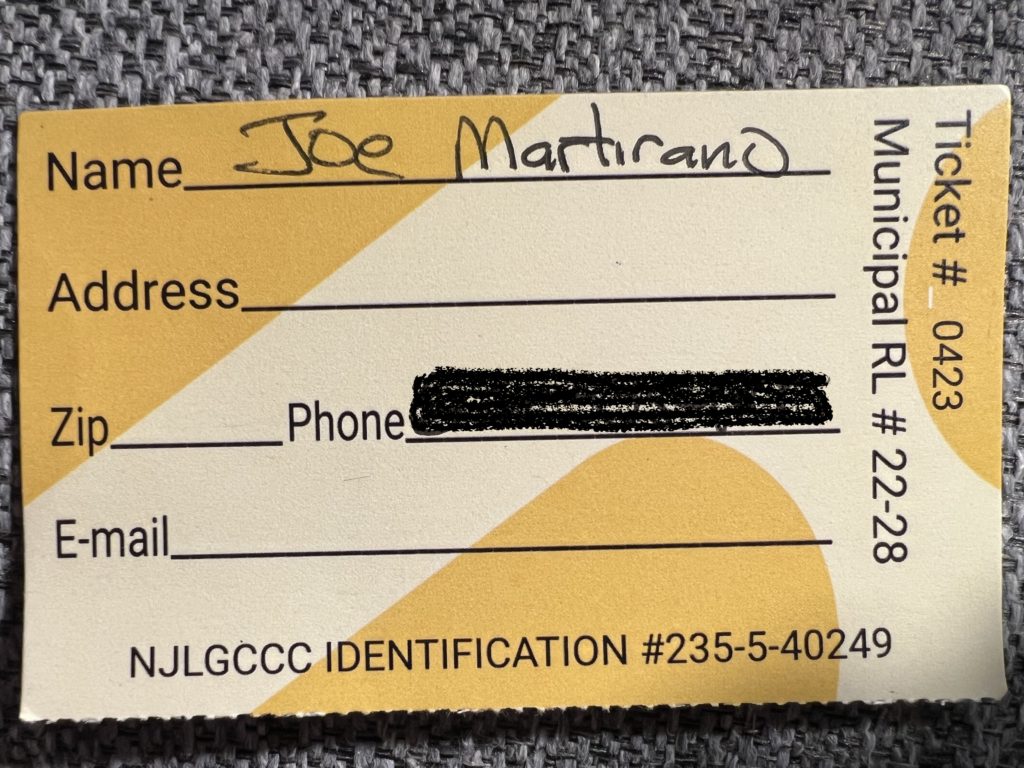 Name Joe Martirano
Address
Zip Phone
E-mail
NJLGCCC IDENTIFICATION #235-5-40249
Ticket #_ 0423
Municipal RL # 22-28